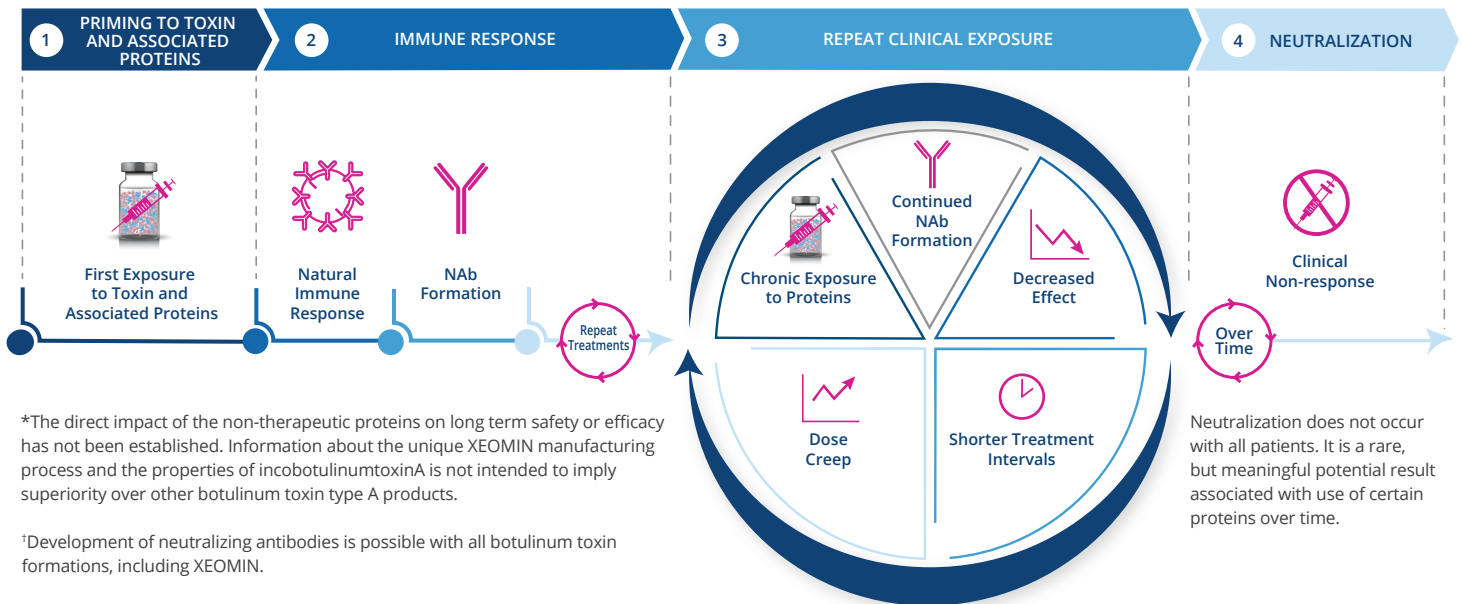 1
PRIMING TO TOXIN
AND ASSOCIATED
PROTEINS
2
IMMUNE RESPONSE
3
REPEAT CLINICAL EXPOSURE
4
NEUTRALIZATION
First Exposure
to Toxin and
Associated Proteins
Natural
Immune
Response
NAb
Formation
Repeat
Treatments
Chronic Exposure
to Proteins
Continued
NAb
Formation
Decreased
Effect
Shorter Treatment
Intervals
Dose
Creep
Over
Time
Clinical
Non-response
*The direct impact of the non-therapeutic proteins on long term safety or efficacy
has not been established. Information about the unique XEOMIN manufacturing
process and the properties of incobotulinumtoxinA is not intended to imply
superiority over other botulinum toxin type A products.
†Development of neutralizing antibodies is possible with all botulinum toxin
formations, including XEOMIN.
Neutralization does not occur
with all patients. It is a rare,
but meaningful potential result
associated with use of certain
proteins over time.